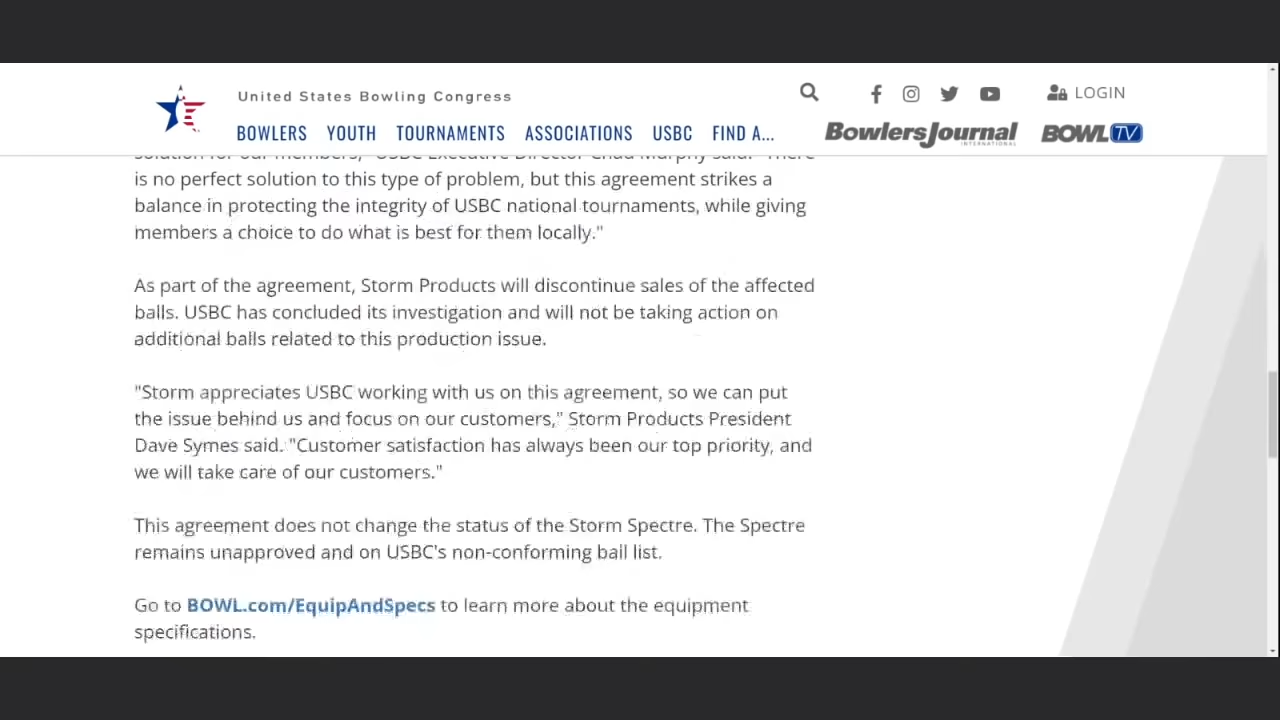 United States Bowling Congress
LOGIN
BOWLERS YOUTH TOURNAMENTS ASSOCIATIONS USBC FIND A...
BowlersJournal
INTERNATIONAL
BOWL TV
solution for our members," USBC Executive Director Chad Murphy said. "There
is no perfect solution to this type of problem, but this agreement strikes a
balance in protecting the integrity of USBC national tournaments, while giving
members a choice to do what is best for them locally."
As part of the agreement, Storm Products will discontinue sales of the affected
balls. USBC has concluded its investigation and will not be taking action on
additional balls related to this production issue.
"Storm appreciates USBC working with us on this agreement, so we can put
the issue behind us and focus on our customers,” Storm Products President
Dave Symes said. "Customer satisfaction has always been our top priority, and
we will take care of our customers."
This agreement does not change the status of the Storm Spectre. The Spectre
remains unapproved and on USBC's non-conforming ball list.
Go to BOWL.com/EquipAndSpecs to learn more about the equipment
specifications.